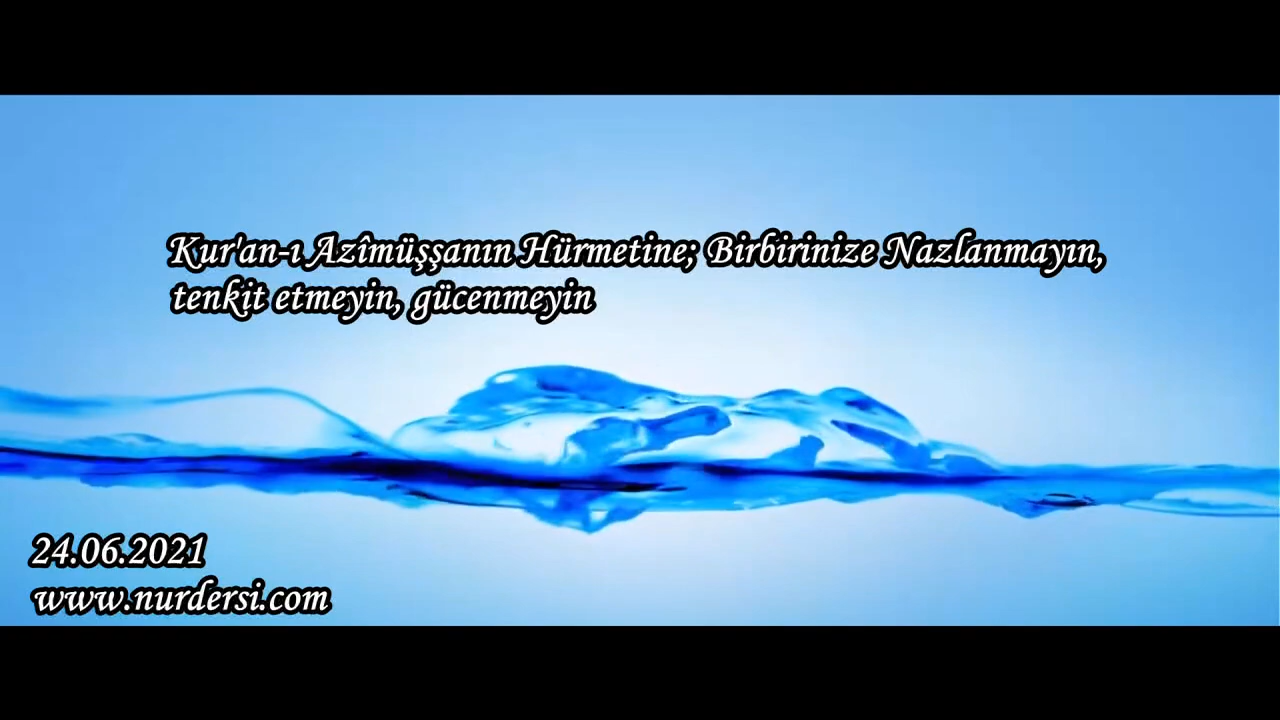 Kur'an-ı Azîmüşşanın Hürmetine; Birbirinize Nazlanmayın,
tenkit etmeyin, gücenmeyin
24.06.2021
www.nurdersi.com